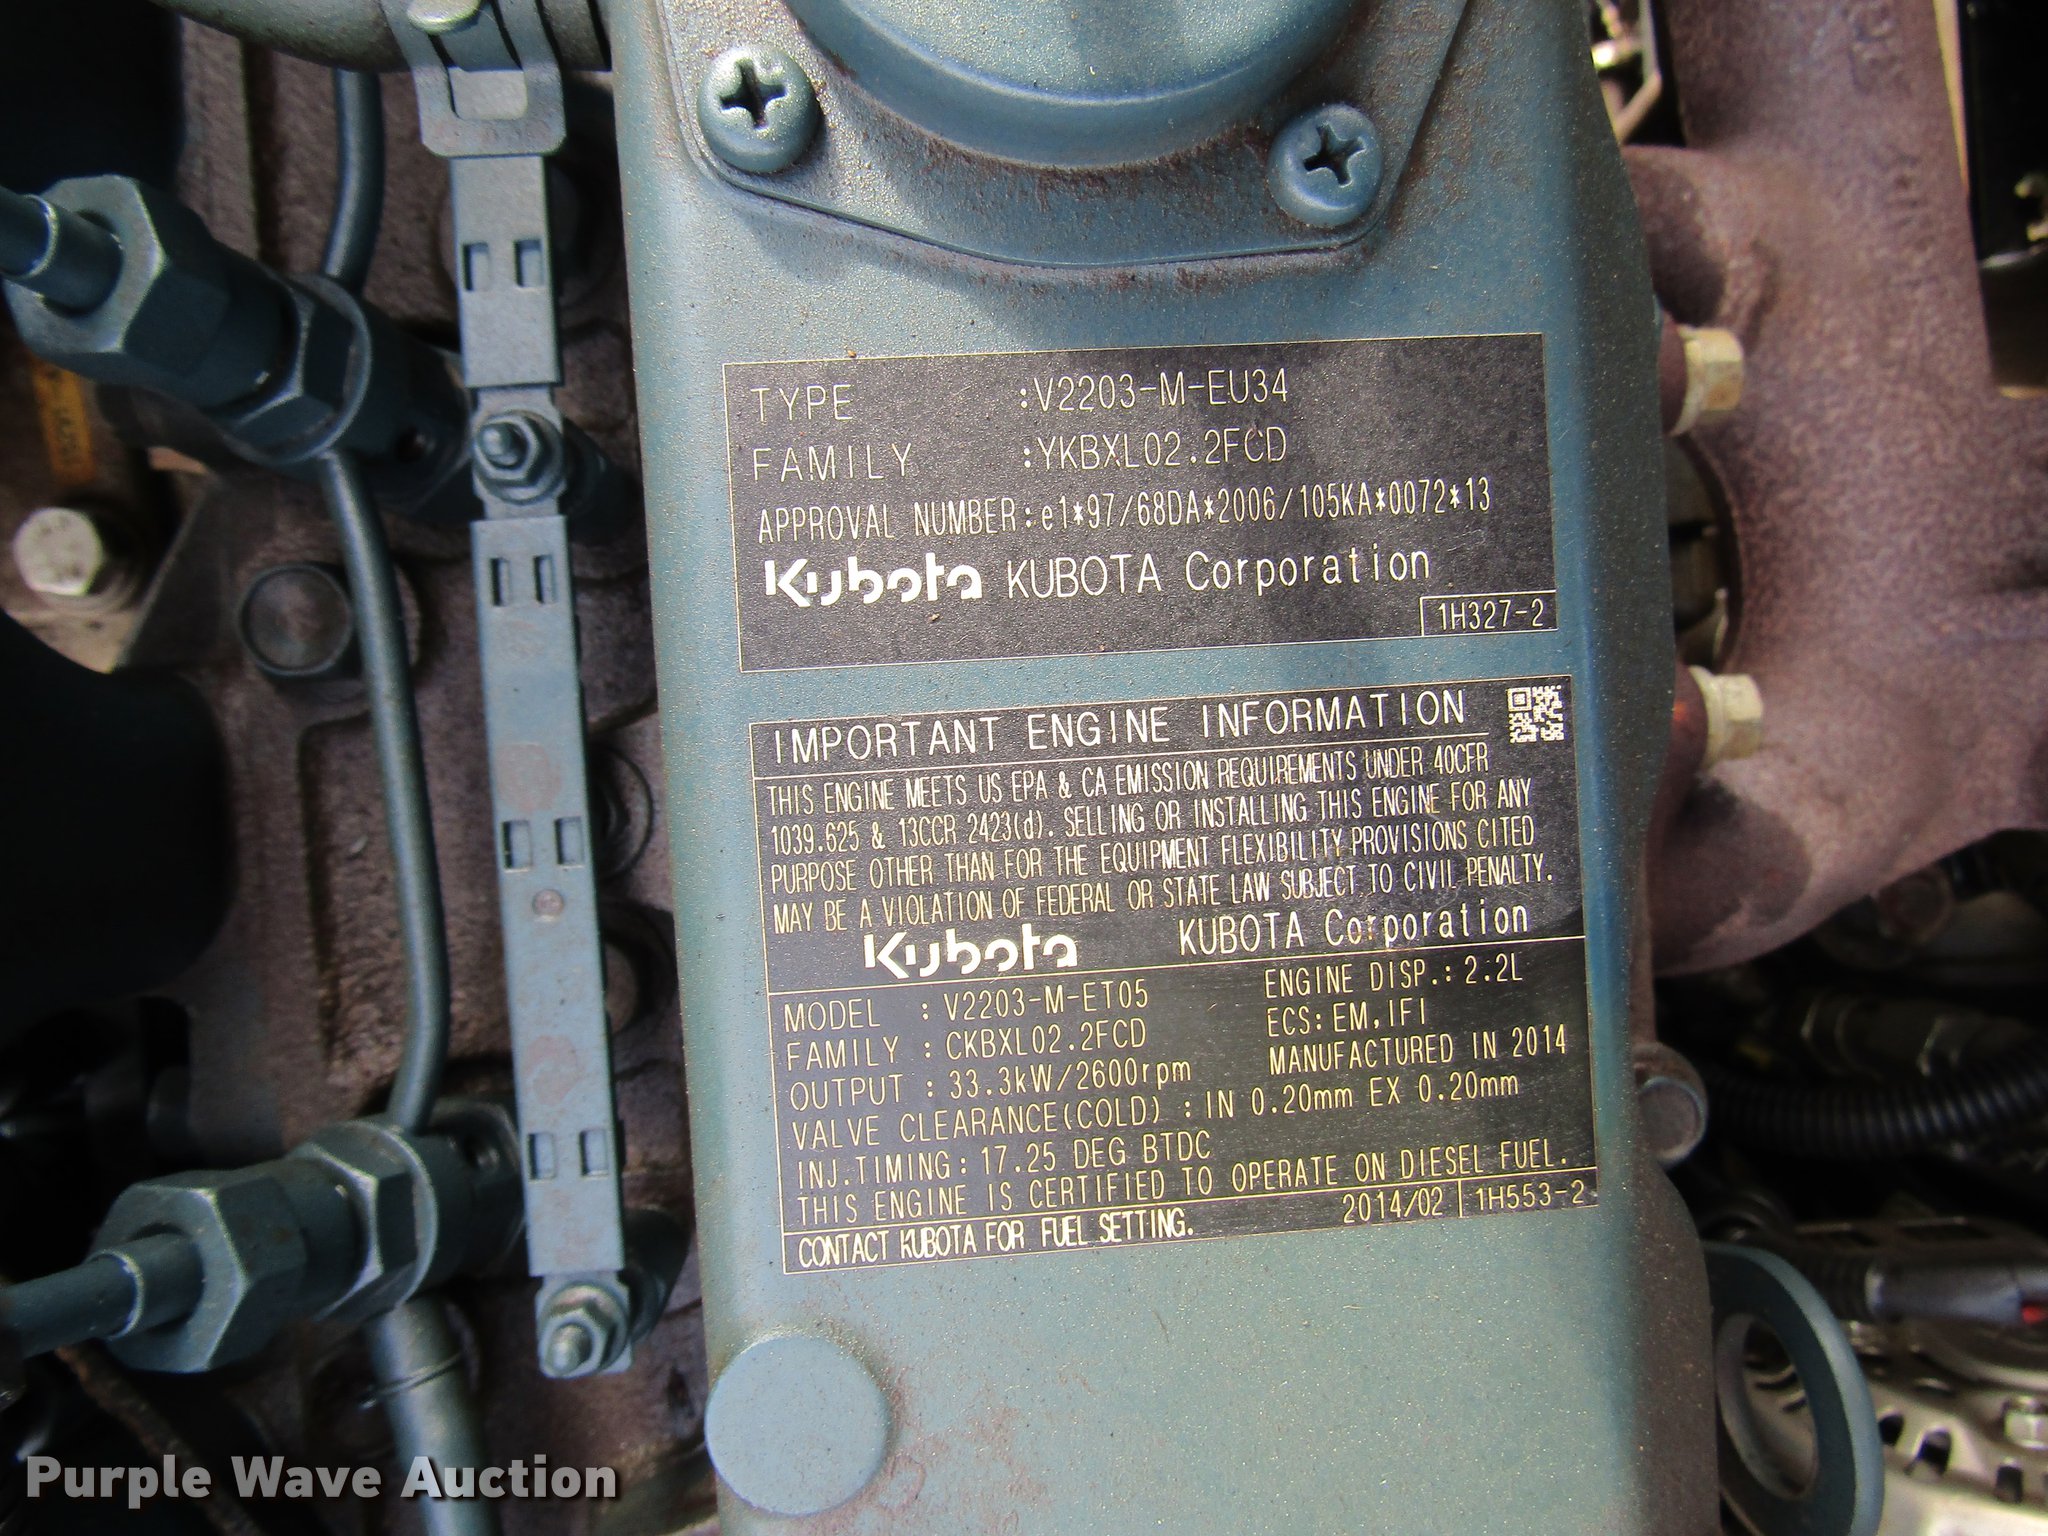 TYPE :V2203-M-EU34
FAMILY :YKBXL02.2FCD
APPROVAL NUMBER:e1*97/68DA*2006/105KA*0072*13
Kubota KUBOTA Corporation
1H327-2
IMPORTANT ENGINE INFORMATION
THIS ENGINE MEETS US EPA & CA EMISSION REQUIREMENTS UNDER 40CFR
1039.625 & 13CCR 2423(d). SELLING OR INSTALLING THIS ENGINE FOR ANY
PURPOSE OTHER THAN FOR THE EQUIPMENT FLEXIBILITY PROVISIONS CITED
MAY BE A VIOLATION OF FEDERAL OR STATE LAW SUBJECT TO CIVIL PENALTY.
Kubota KUBOTA Corporation
MODEL : V2203-M-ET05 ENGINE DISP.: 2.2L
FAMILY : CKBXL02.2FCD ECS: EM, IFI
OUTPUT : 33.3kW/2600rpm MANUFACTURED IN 2014
VALVE CLEARANCE(COLD) : IN 0.20mm EX 0.20mm
INJ.TIMING: 17.25 DEG BTDC
THIS ENGINE IS CERTIFIED TO OPERATE ON DIESEL FUEL.
CONTACT KUBOTA FOR FUEL SETTING. 2014/02 1H553-2
Purple Wave Auction